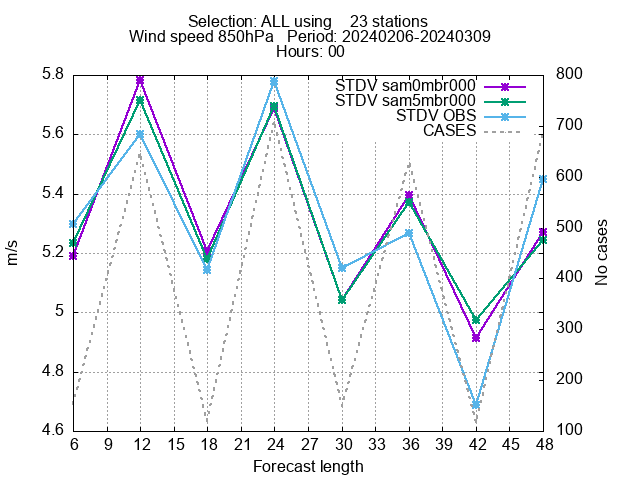 Selection: ALL using    23 stations
Wind speed 850hPa   Period: 20240206-20240309
Hours: 00
STDV sam0mbr000
STDV sam5mbr000
STDV OBS
CASES
5.8
5.6
5.4
5.2
5
4.8
4.6
m/s
800
700
600
500
400
300
200
100
No cases
6 9 12 15 18 21 24 27 30 33 36 39 42 45 48
Forecast length